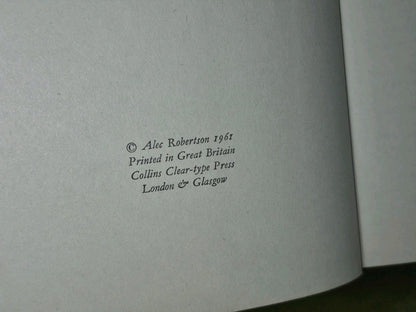 © Alec Robertson 1961
Printed in Great Britain
Collins Clear-type Press
London & Glasgow